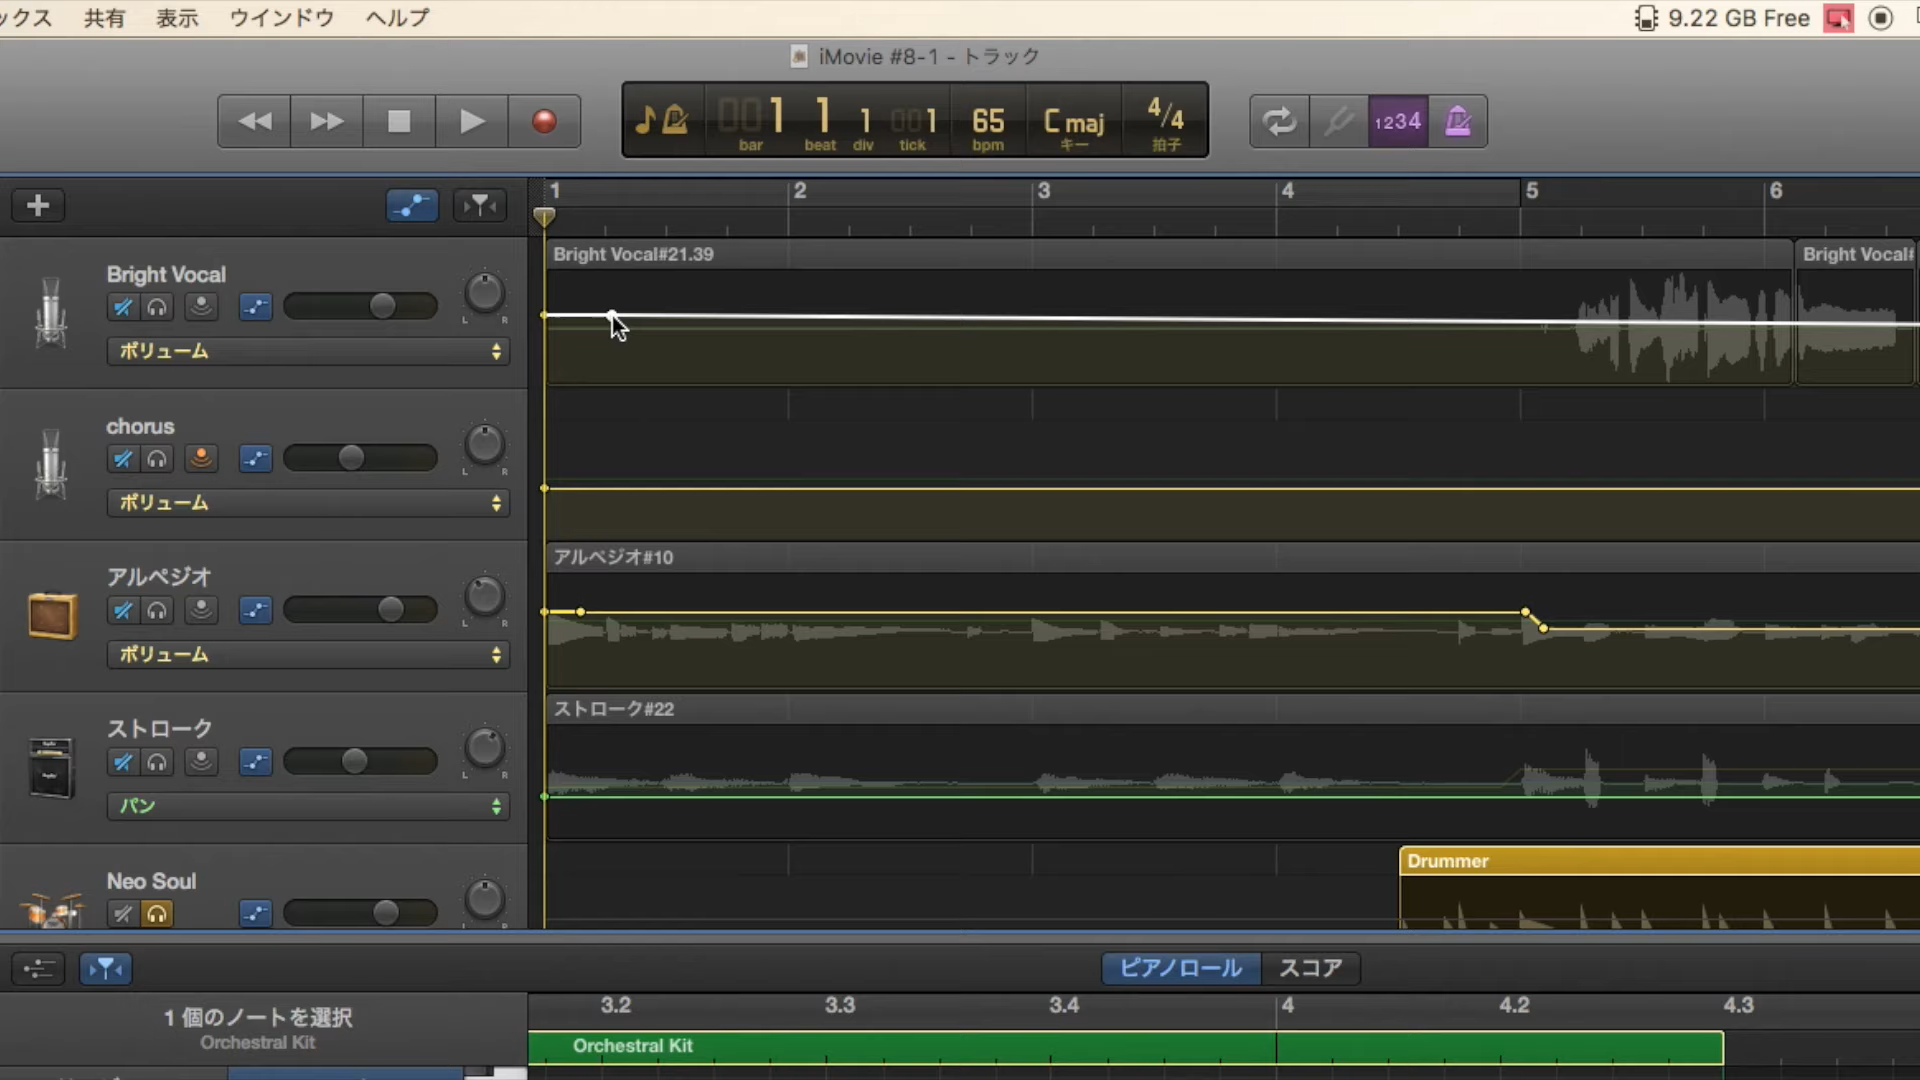 ックス 共有 表示 ウインドウ ヘルプ 9.22 GB Free
iMovie #8-1 - トラック
001 1 1 001 65 C maj 4/4
bar beat div tick bpm キー 拍子
1234
1 2 3 4 5 6
Bright Vocal#21.39 Bright Vocal#
Bright Vocal
L R
ボリューム
chorus
L R
ボリューム
アルペジオ#10
アルペジオ
L R
ボリューム
ストローク#22
ストローク
L R
パン
Drummer
Neo Soul
L R
ピアノロール スコア
3.2 3.3 3.4 4 4.2 4.3
1 個のノートを選択
Orchestral Kit
Orchestral Kit